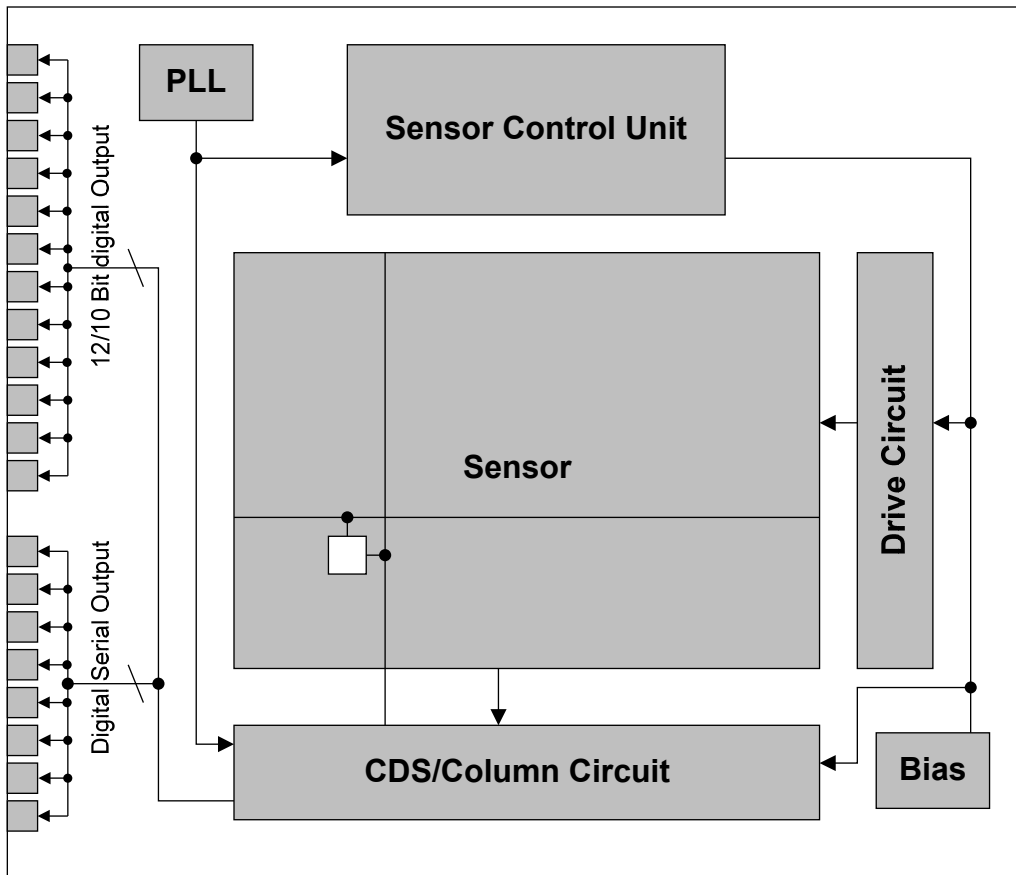 PLL
Sensor Control Unit
12/10 Bit digital Output
Sensor
Drive Circuit
Digital Serial Output
CDS/Column Circuit
Bias